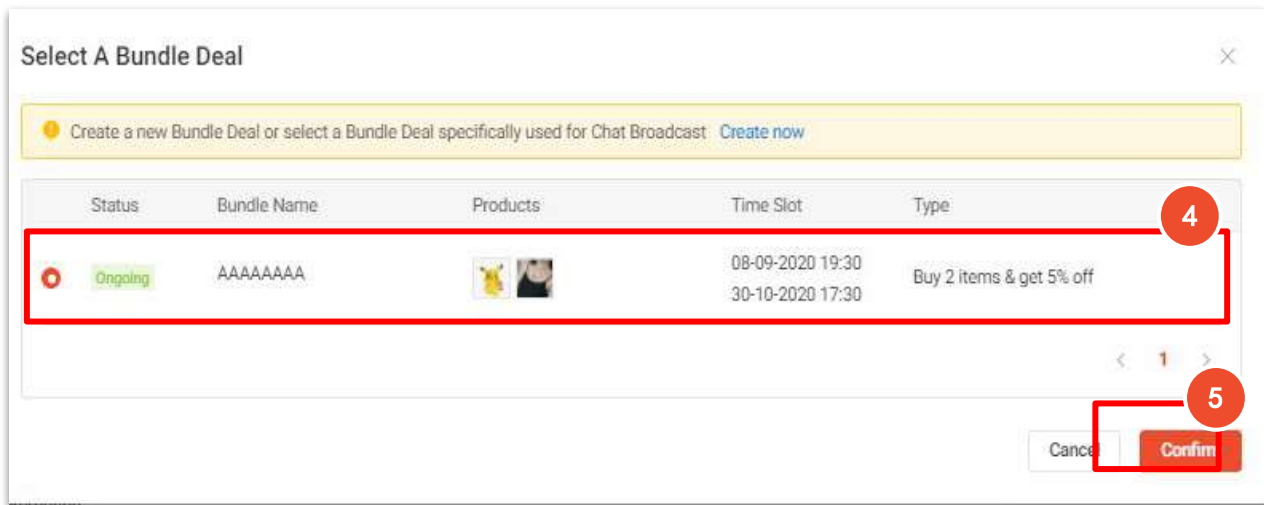 Select A Bundle Deal
Create a new Bundle Deal or select a Bundle Deal specifically used for Chat Broadcast Create now
Status Bundle Name Products Time Slot Type
4
Ongoing AAAAAAAA 08-09-2020 19:30 Buy 2 items & get 5% off
30-10-2020 17:30
1
5
Cancel Confirm